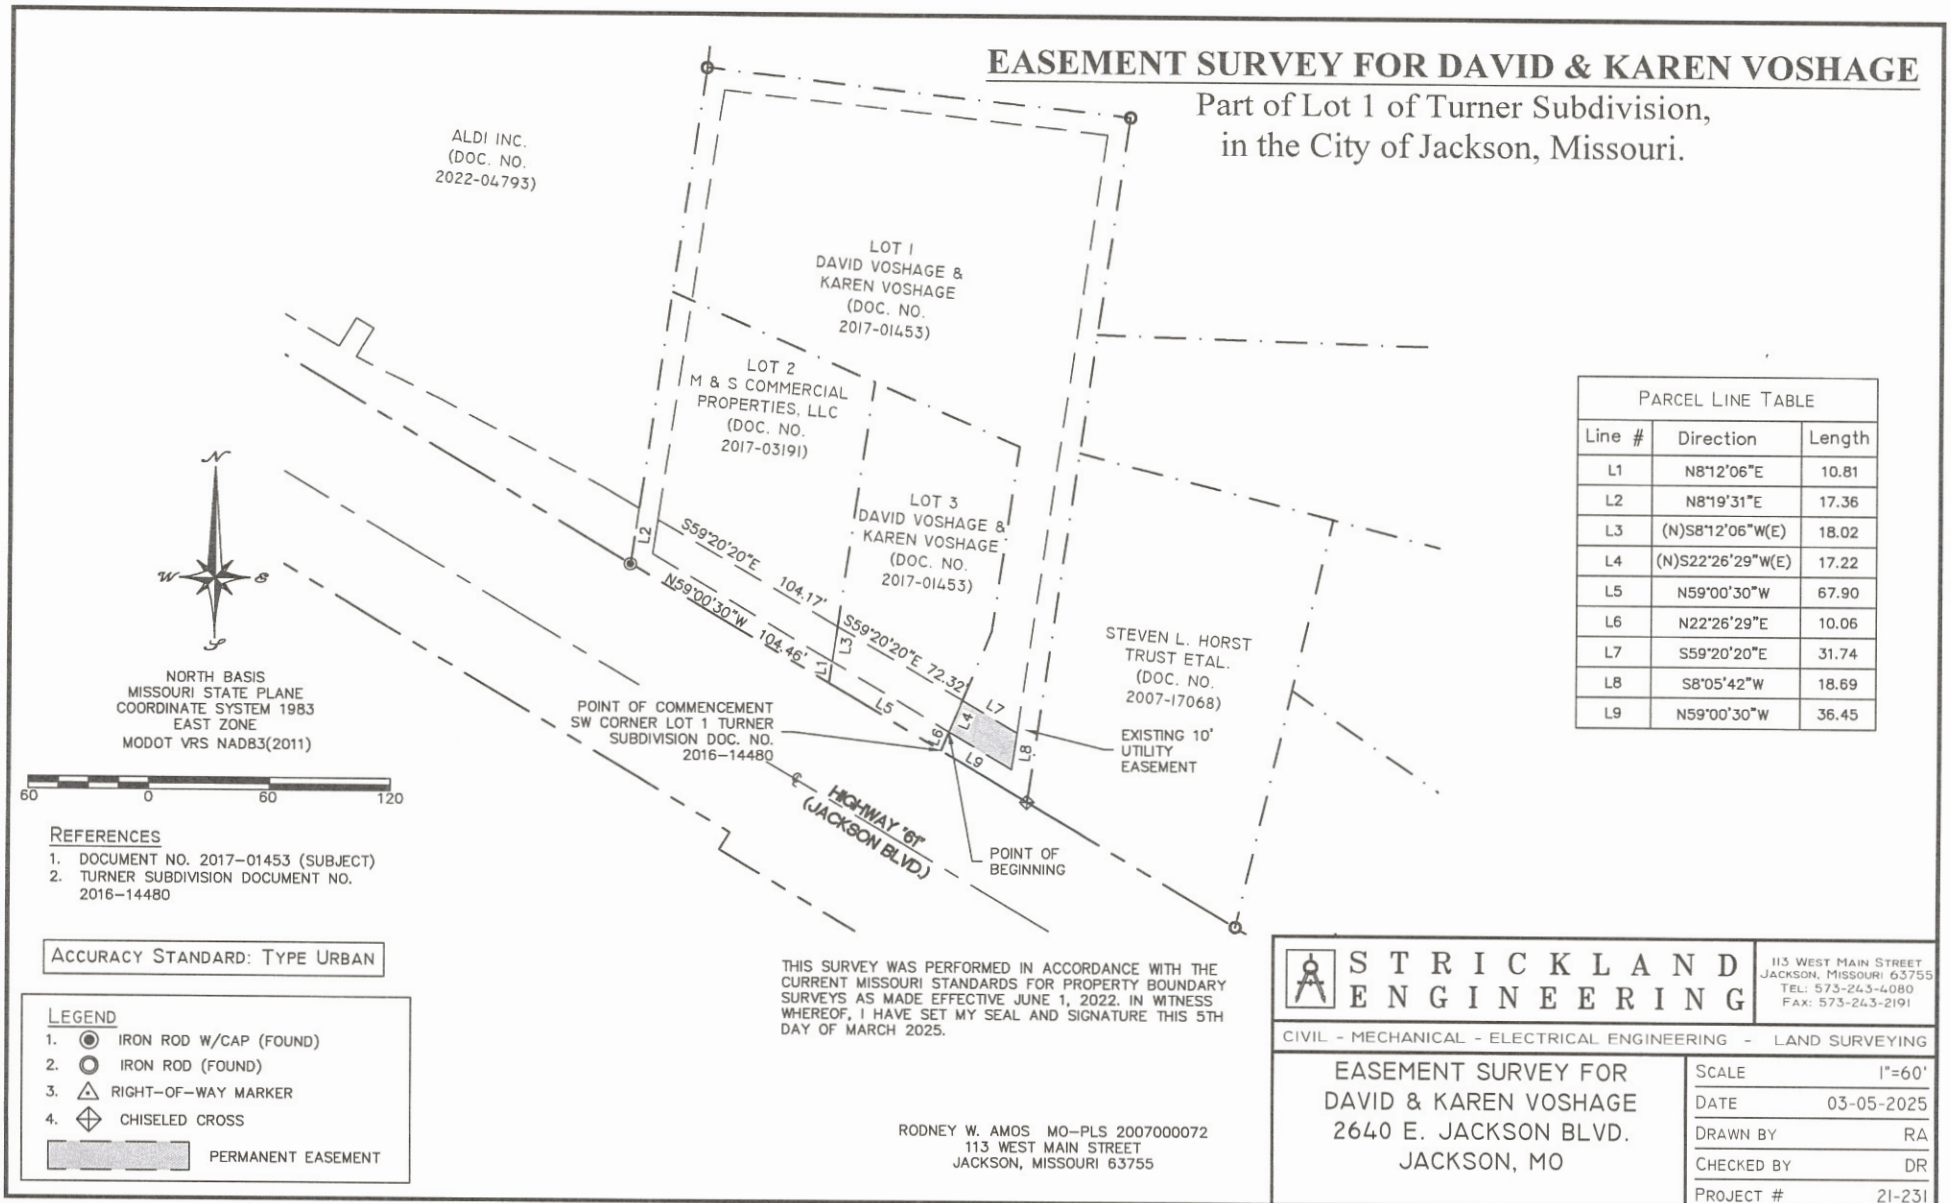 EASEMENT SURVEY FOR DAVID & KAREN VOSHAGE
Part of Lot 1 of Turner Subdivision,
in the City of Jackson, Missouri.
ALDI INC.
(DOC. NO.
2022-04793)
LOT 1
DAVID VOSHAGE &
KAREN VOSHAGE
(DOC. NO.
2017-01453)
LOT 2
M & S COMMERCIAL
PROPERTIES, LLC
(DOC. NO.
2017-03191)
LOT 3
DAVID VOSHAGE &
KAREN VOSHAGE
(DOC. NO.
2017-01453)
L2
S59°20'20"E 104.17'
N59°00'30"W 104.46'
S59°20'20"E 72.32'
L1
L3
L5
L4
L7
L6
L9
L8
STEVEN L. HORST
TRUST ETAL.
(DOC. NO.
2007-17068)
EXISTING 10'
UTILITY
EASEMENT
POINT OF COMMENCEMENT
SW CORNER LOT 1 TURNER
SUBDIVISION DOC. NO.
2016-14480
HIGHWAY "61"
(JACKSON BLVD.)
POINT OF
BEGINNING
PARCEL LINE TABLE
Line # Direction Length
L1 N8°12'06"E 10.81
L2 N8°19'31"E 17.36
L3 (N)S8°12'06"W(E) 18.02
L4 (N)S22°26'29"W(E) 17.22
L5 N59°00'30"W 67.90
L6 N22°26'29"E 10.06
L7 S59°20'20"E 31.74
L8 S8°05'42"W 18.69
L9 N59°00'30"W 36.45
N
W E
S
NORTH BASIS
MISSOURI STATE PLANE
COORDINATE SYSTEM 1983
EAST ZONE
MODOT VRS NAD83(2011)
60 0 60 120
REFERENCES
1. DOCUMENT NO. 2017-01453 (SUBJECT)
2. TURNER SUBDIVISION DOCUMENT NO.
2016-14480
ACCURACY STANDARD: TYPE URBAN
LEGEND
1. IRON ROD W/CAP (FOUND)
2. IRON ROD (FOUND)
3. RIGHT-OF-WAY MARKER
4. CHISELED CROSS
PERMANENT EASEMENT
THIS SURVEY WAS PERFORMED IN ACCORDANCE WITH THE
CURRENT MISSOURI STANDARDS FOR PROPERTY BOUNDARY
SURVEYS AS MADE EFFECTIVE JUNE 1, 2022. IN WITNESS
WHEREOF, I HAVE SET MY SEAL AND SIGNATURE THIS 5TH
DAY OF MARCH 2025.
RODNEY W. AMOS MO-PLS 2007000072
113 WEST MAIN STREET
JACKSON, MISSOURI 63755
STRICKLAND
ENGINEERING
113 WEST MAIN STREET
JACKSON, MISSOURI 63755
TEL: 573-243-4080
FAX: 573-243-2191
CIVIL - MECHANICAL - ELECTRICAL ENGINEERING - LAND SURVEYING
EASEMENT SURVEY FOR
DAVID & KAREN VOSHAGE
2640 E. JACKSON BLVD.
JACKSON, MO
SCALE 1"=60'
DATE 03-05-2025
DRAWN BY RA
CHECKED BY DR
PROJECT # 21-231